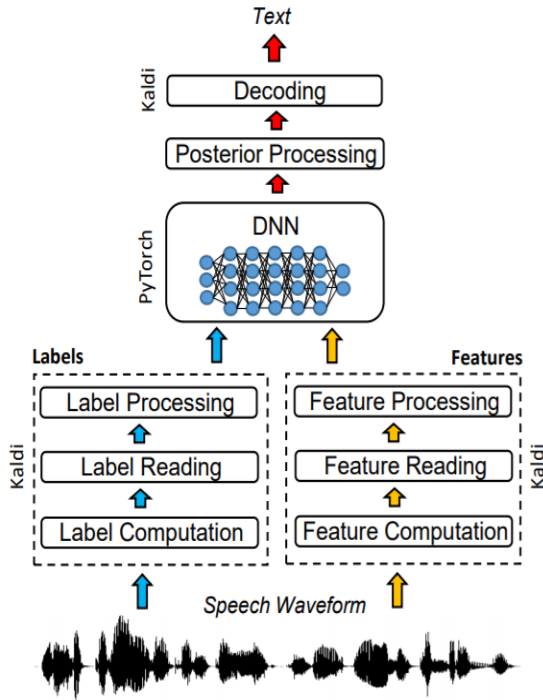 Text
Kaldi
Decoding
Posterior Processing
PyTorch
DNN
Labels
Features
Kaldi
Label Processing
Label Reading
Label Computation
Feature Processing
Feature Reading
Feature Computation
Kaldi
Speech Waveform